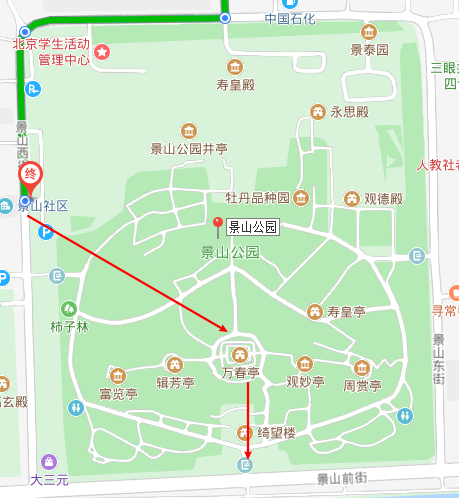 中国石化
北京学生活动
管理中心
景泰园
三眼井
四
寿皇殿
永思殿
景山西街
景山公园井亭
人教社老
终
牡丹品种园
观德殿
景山社区
景山公园
景山公园
寿皇亭
寻常
柿子林
景山东街
万春亭
辑芳亭
观妙亭
周赏亭
富览亭
玄殿
绮望楼
大三元
景山前街